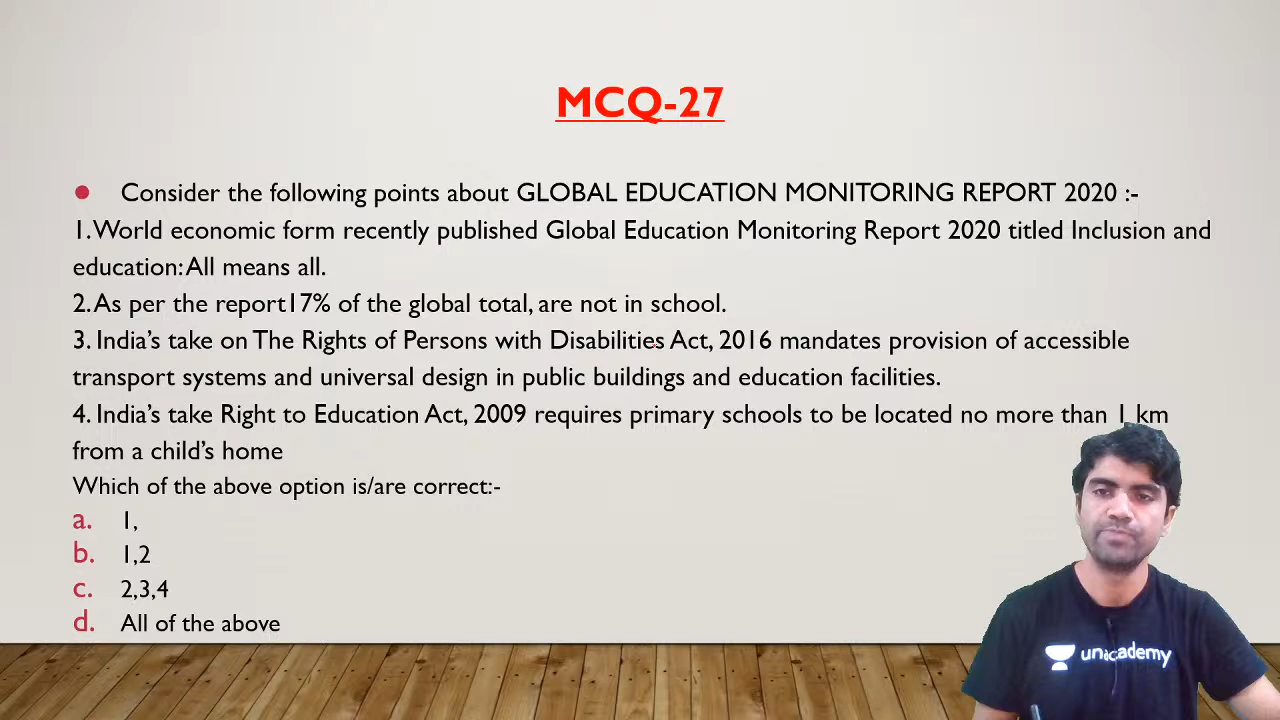 MCQ-27
Consider the following points about GLOBAL EDUCATION MONITORING REPORT 2020 :-
1. World economic form recently published Global Education Monitoring Report 2020 titled Inclusion and
education: All means all.
2. As per the report17% of the global total, are not in school.
3. India's take on The Rights of Persons with Disabilities Act, 2016 mandates provision of accessible
transport systems and universal design in public buildings and education facilities.
4. India's take Right to Education Act, 2009 requires primary schools to be located no more than 1 km
from a child's home
Which of the above option is/are correct:-
a. 1,
b. 1,2
c. 2,3,4
d. All of the above
unacademy